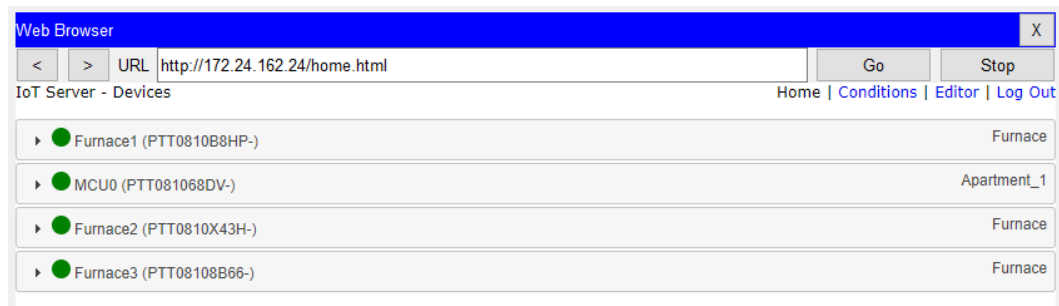 Web Browser X
< > URL http://172.24.162.24/home.html Go Stop
IoT Server - Devices Home | Conditions | Editor | Log Out
Furnace1 (PTT0810B8HP-) Furnace
MCU0 (PTT081068DV-) Apartment_1
Furnace2 (PTT0810X43H-) Furnace
Furnace3 (PTT08108B66-) Furnace